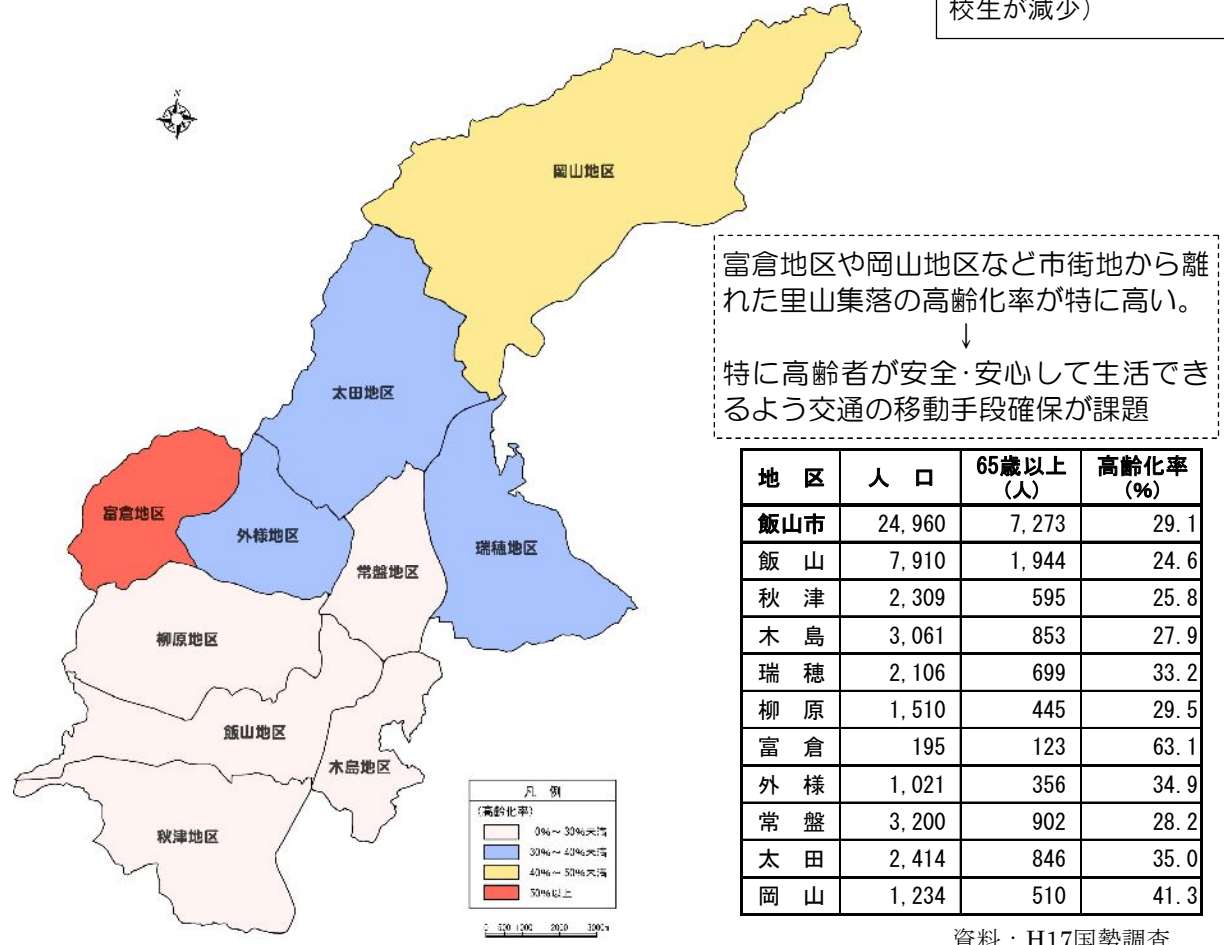 校生が減少)
N
岡山地区
富倉地区や岡山地区など市街地から離
れた里山集落の高齢化率が特に高い。
↓
特に高齢者が安全･安心して生活でき
るよう交通の移動手段確保が課題
太田地区
富倉地区
外様地区
常盤地区
瑞穂地区
柳原地区
飯山地区
木島地区
秋津地区
凡 例
(高齢化率)
0%～30%未満
30%～40%未満
40%～50%未満
50%以上
0 500 1000 2000 3000m
地 区 人 口 65歳以上(人) 高齢化率(%)
飯山市 24,960 7,273 29.1
飯 山 7,910 1,944 24.6
秋 津 2,309 595 25.8
木 島 3,061 853 27.9
瑞 穂 2,106 699 33.2
柳 原 1,510 445 29.5
富 倉 195 123 63.1
外 様 1,021 356 34.9
常 盤 3,200 902 28.2
太 田 2,414 846 35.0
岡 山 1,234 510 41.3
資料：H17国勢調査